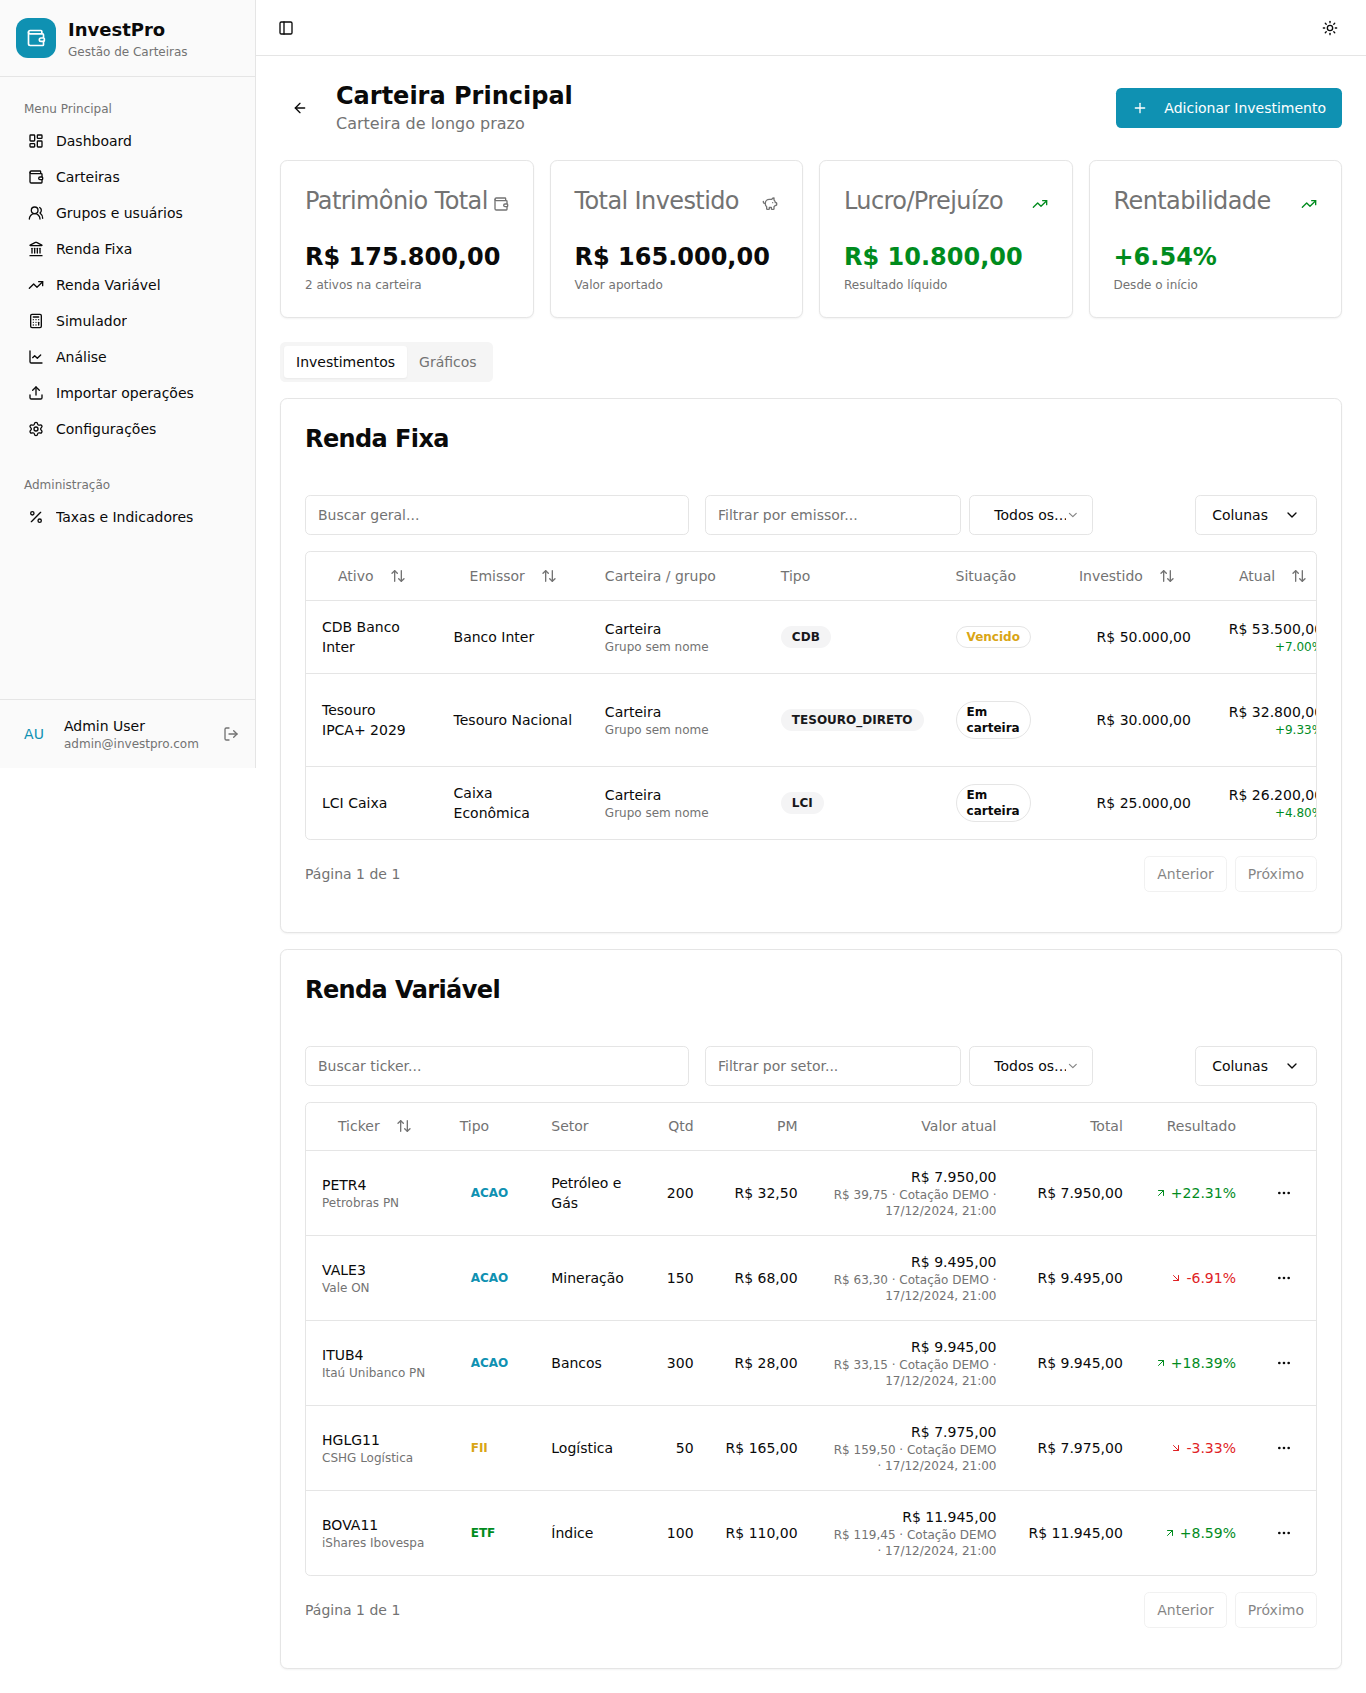 InvestPro
Gestão de Carteiras
Menu Principal
Dashboard
Carteiras
Grupos e usuários
Renda Fixa
Renda Variável
Simulador
Análise
Importar operações
Configurações
Administração
Taxas e Indicadores
AU
Admin User
admin@investpro.com
Carteira Principal
Carteira de longo prazo
Adicionar Investimento
Patrimônio Total
R$ 175.800,00
2 ativos na carteira
Total Investido
R$ 165.000,00
Valor aportado
Lucro/Prejuízo
R$ 10.800,00
Resultado líquido
Rentabilidade
+6.54%
Desde o início
Investimentos Gráficos
Renda Fixa
Buscar geral... Filtrar por emissor... Todos os... Colunas
Ativo Emissor Carteira / grupo Tipo Situação Investido Atual
CDB Banco
Inter
Banco Inter
Carteira
Grupo sem nome
CDB
Vencido
R$ 50.000,00
R$ 53.500,00
+7.00%
Tesouro
IPCA+ 2029
Tesouro Nacional
Carteira
Grupo sem nome
TESOURO_DIRETO
Em
carteira
R$ 30.000,00
R$ 32.800,00
+9.33%
LCI Caixa
Caixa
Econômica
Carteira
Grupo sem nome
LCI
Em
carteira
R$ 25.000,00
R$ 26.200,00
+4.80%
Página 1 de 1 Anterior Próximo
Renda Variável
Buscar ticker... Filtrar por setor... Todos os... Colunas
Ticker Tipo Setor Qtd PM Valor atual Total Resultado
PETR4
Petrobras PN
ACAO
Petróleo e
Gás
200
R$ 32,50
R$ 7.950,00
R$ 39,75 · Cotação DEMO ·
17/12/2024, 21:00
R$ 7.950,00
+22.31%
VALE3
Vale ON
ACAO
Mineração
150
R$ 68,00
R$ 9.495,00
R$ 63,30 · Cotação DEMO ·
17/12/2024, 21:00
R$ 9.495,00
-6.91%
ITUB4
Itaú Unibanco PN
ACAO
Bancos
300
R$ 28,00
R$ 9.945,00
R$ 33,15 · Cotação DEMO ·
17/12/2024, 21:00
R$ 9.945,00
+18.39%
HGLG11
CSHG Logística
FII
Logística
50
R$ 165,00
R$ 7.975,00
R$ 159,50 · Cotação DEMO
· 17/12/2024, 21:00
R$ 7.975,00
-3.33%
BOVA11
iShares Ibovespa
ETF
Índice
100
R$ 110,00
R$ 11.945,00
R$ 119,45 · Cotação DEMO
· 17/12/2024, 21:00
R$ 11.945,00
+8.59%
Página 1 de 1 Anterior Próximo